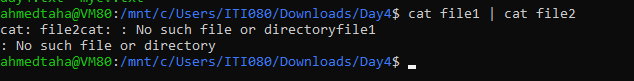 ahmedtaha@VM80:/mnt/c/Users/ITI080/Downloads/Day4$ cat file1 | cat file2
cat: file2cat: : No such file or directoryfile1
: No such file or directory
ahmedtaha@VM80:/mnt/c/Users/ITI080/Downloads/Day4$